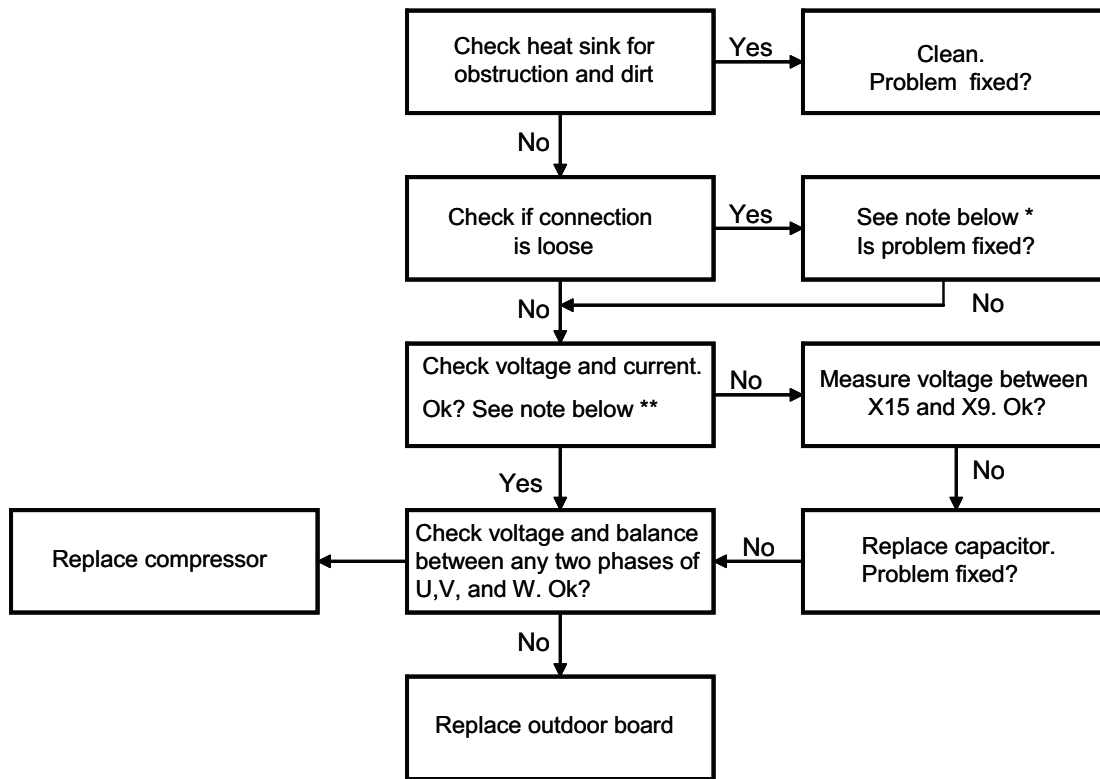 Check heat sink for
obstruction and dirt
Yes
Clean.
Problem fixed?
No
Check if connection
is loose
Yes
See note below *
Is problem fixed?
No
No
Check voltage and current.
Ok? See note below **
No
Measure voltage between
X15 and X9. Ok?
Yes
No
Replace compressor
Check voltage and balance
between any two phases of
U,V, and W. Ok?
No
Replace capacitor.
Problem fixed?
No
Replace outdoor board